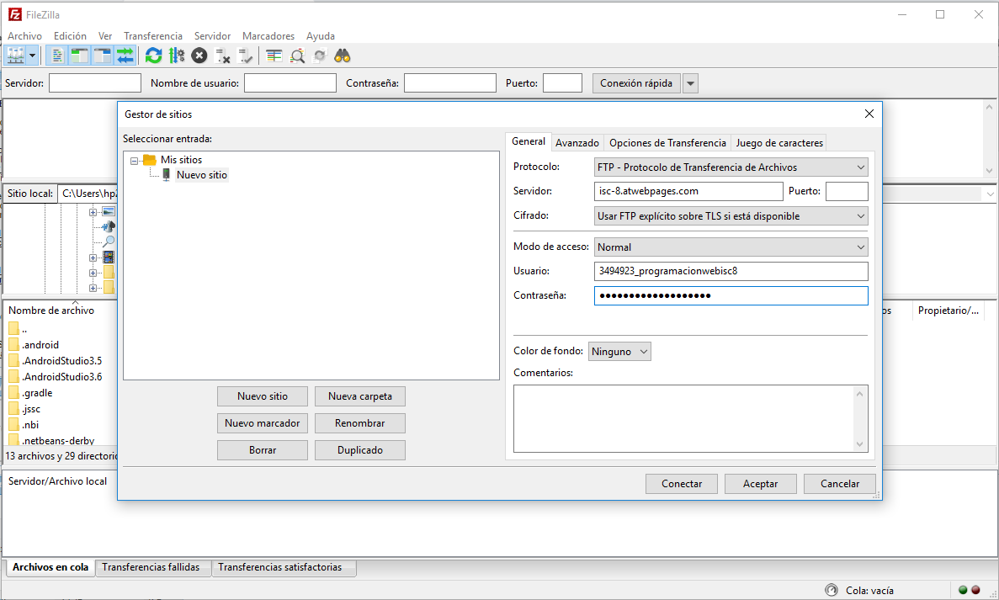 FileZilla
Archivo Edición Ver Transferencia Servidor Marcadores Ayuda
Servidor: Nombre de usuario: Contraseña: Puerto: Conexión rápida
Gestor de sitios
Seleccionar entrada:
Mis sitios
Nuevo sitio
Nuevo sitio Nueva carpeta
Nuevo marcador Renombrar
Borrar Duplicado
General Avanzado Opciones de Transferencia Juego de caracteres
Protocolo: FTP - Protocolo de Transferencia de Archivos
Servidor: isc-8.atwebpages.com Puerto:
Cifrado: Usar FTP explícito sobre TLS si está disponible
Modo de acceso: Normal
Usuario: 3494923_programacionwebisc8
Contraseña: ●●●●●●●●●●●●●●●●●●●
Color de fondo: Ninguno
Comentarios:
Conectar Aceptar Cancelar
Sitio local: C:\Users\hp
Nombre de archivo
Propietario/...
..
.android
.AndroidStudio3.5
.AndroidStudio3.6
.gradle
.jssc
.nbi
.netbeans-derby
13 archivos y 29 directorio
Servidor/Archivo local
Archivos en cola Transferencias fallidas Transferencias satisfactorias
Cola: vacía